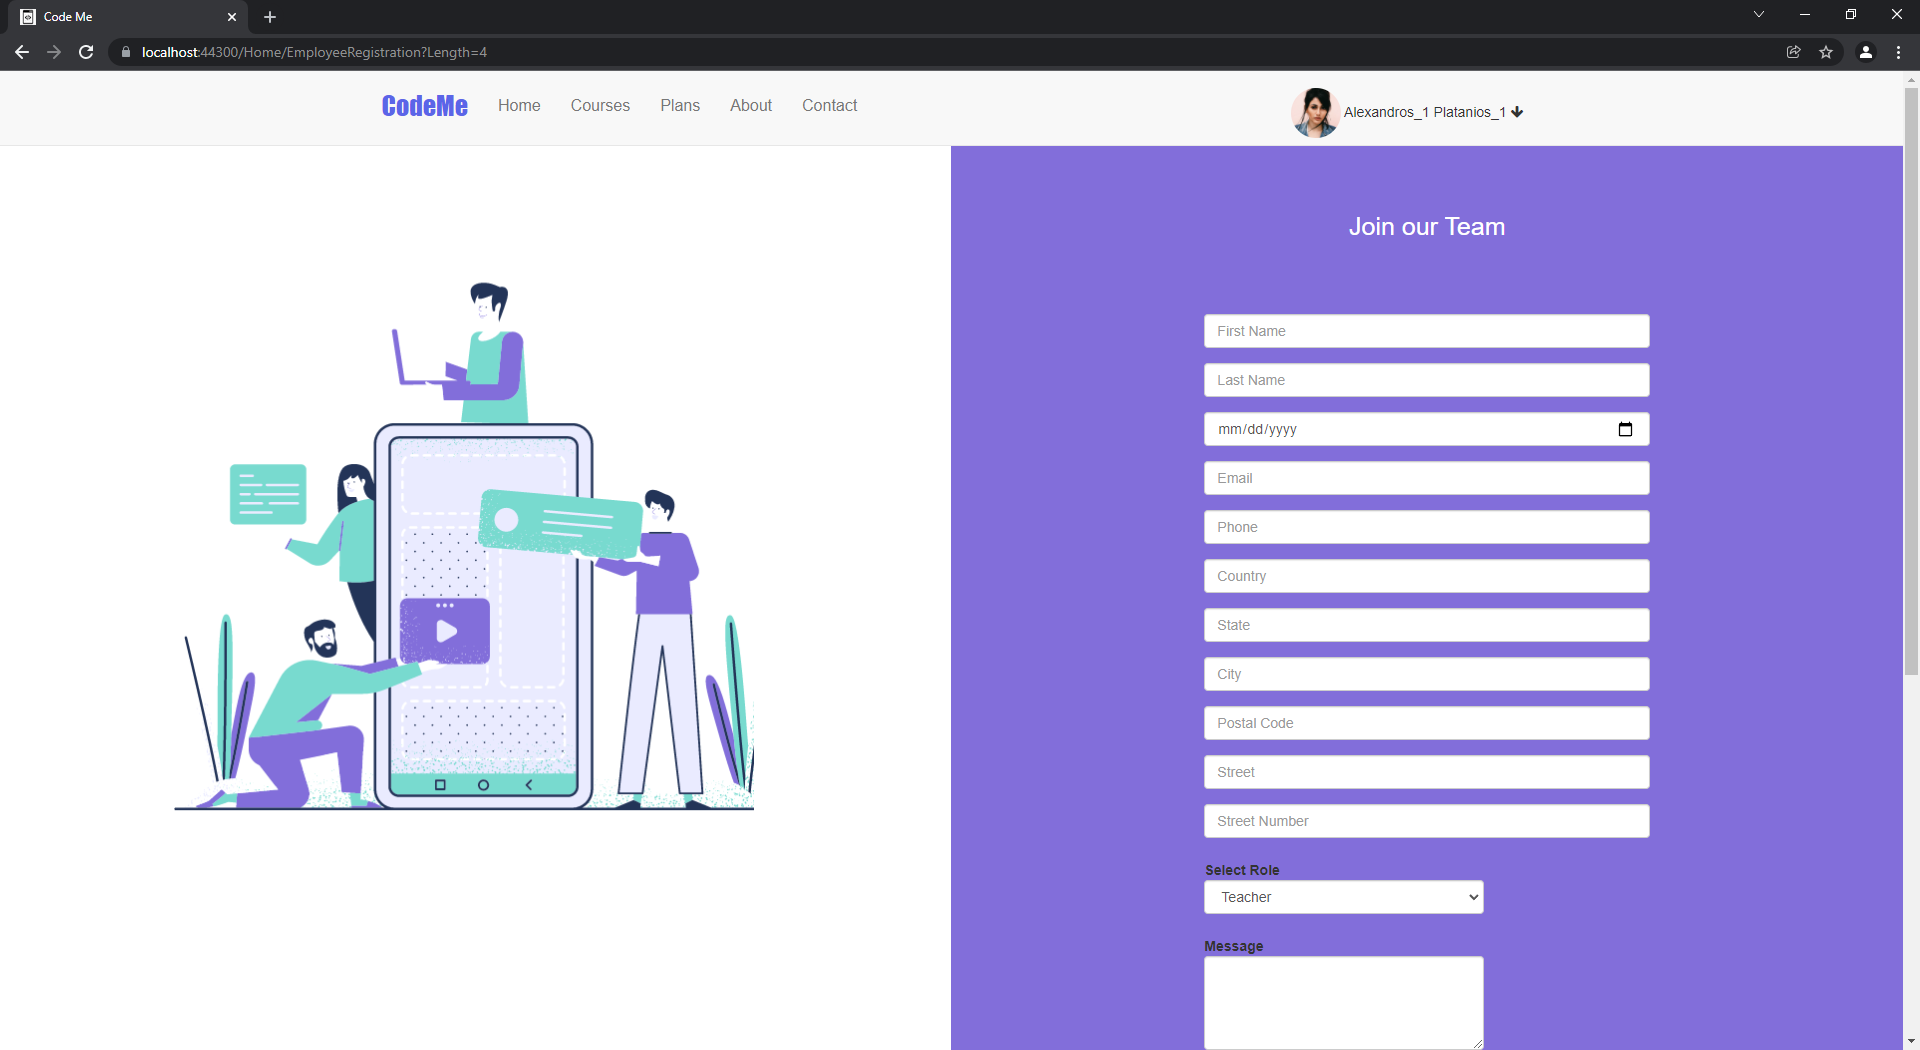 Code Me
localhost:44300/Home/EmployeeRegistration?Length=4
CodeMe
Home
Courses
Plans
About
Contact
Alexandros_1 Platanios_1
Join our Team
First Name
Last Name
mm/dd/yyyy
Email
Phone
Country
State
City
Postal Code
Street
Street Number
Select Role
Teacher
Message